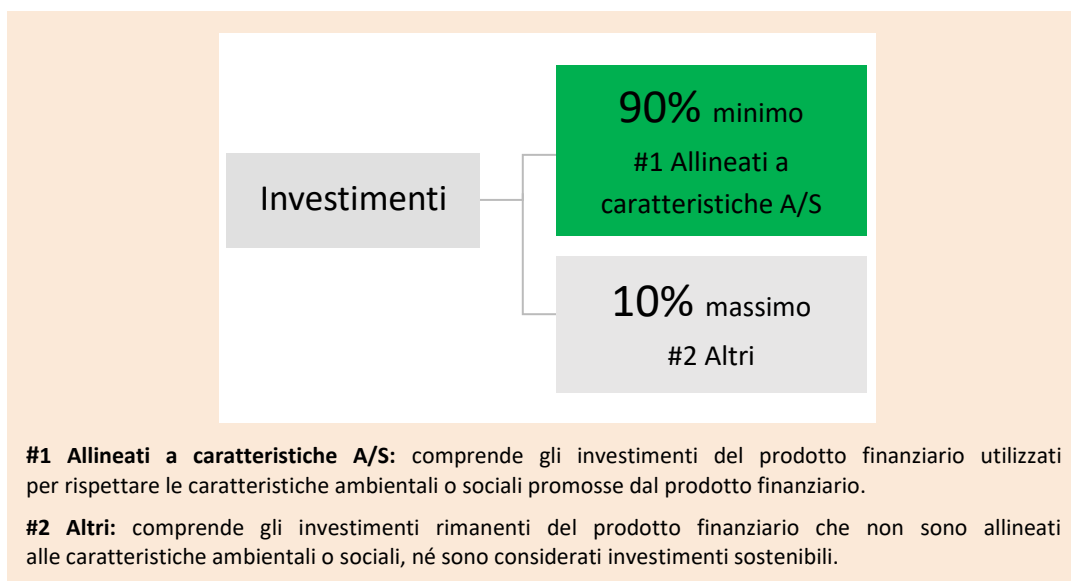 Investimenti
90% minimo
#1 Allineati a
caratteristiche A/S
10% massimo
#2 Altri
#1 Allineati a caratteristiche A/S: comprende gli investimenti del prodotto finanziario utilizzati
per rispettare le caratteristiche ambientali o sociali promosse dal prodotto finanziario.
#2 Altri: comprende gli investimenti rimanenti del prodotto finanziario che non sono allineati
alle caratteristiche ambientali o sociali, né sono considerati investimenti sostenibili.